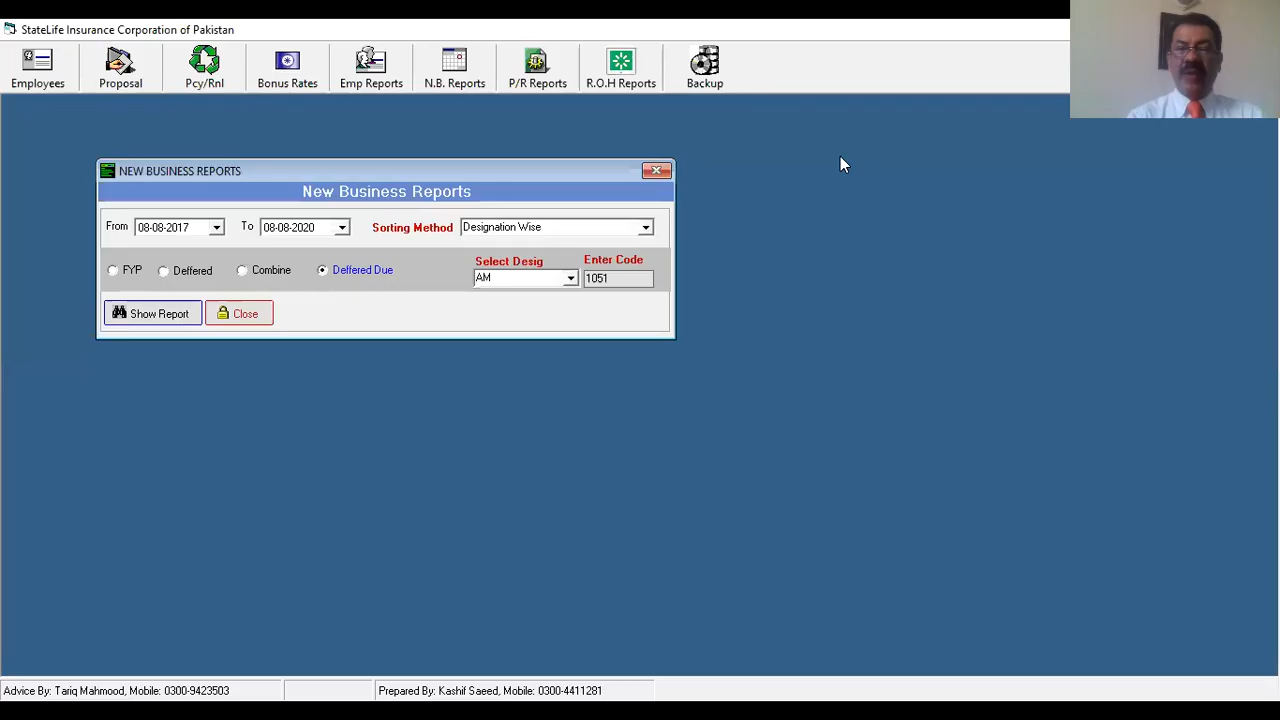 StateLife Insurance Corporation of Pakistan
Employees Proposal Pcy/Rnl Bonus Rates Emp Reports N.B. Reports P/R Reports R.O.H Reports Backup
NEW BUSINESS REPORTS
New Business Reports
From 08-08-2017 To 08-08-2020 Sorting Method Designation Wise
FYP Deffered Combine Deffered Due
Select Desig Enter Code
AM 1051
Show Report Close
Advice By: Tariq Mahmood, Mobile: 0300-9423503 Prepared By: Kashif Saeed, Mobile: 0300-4411281